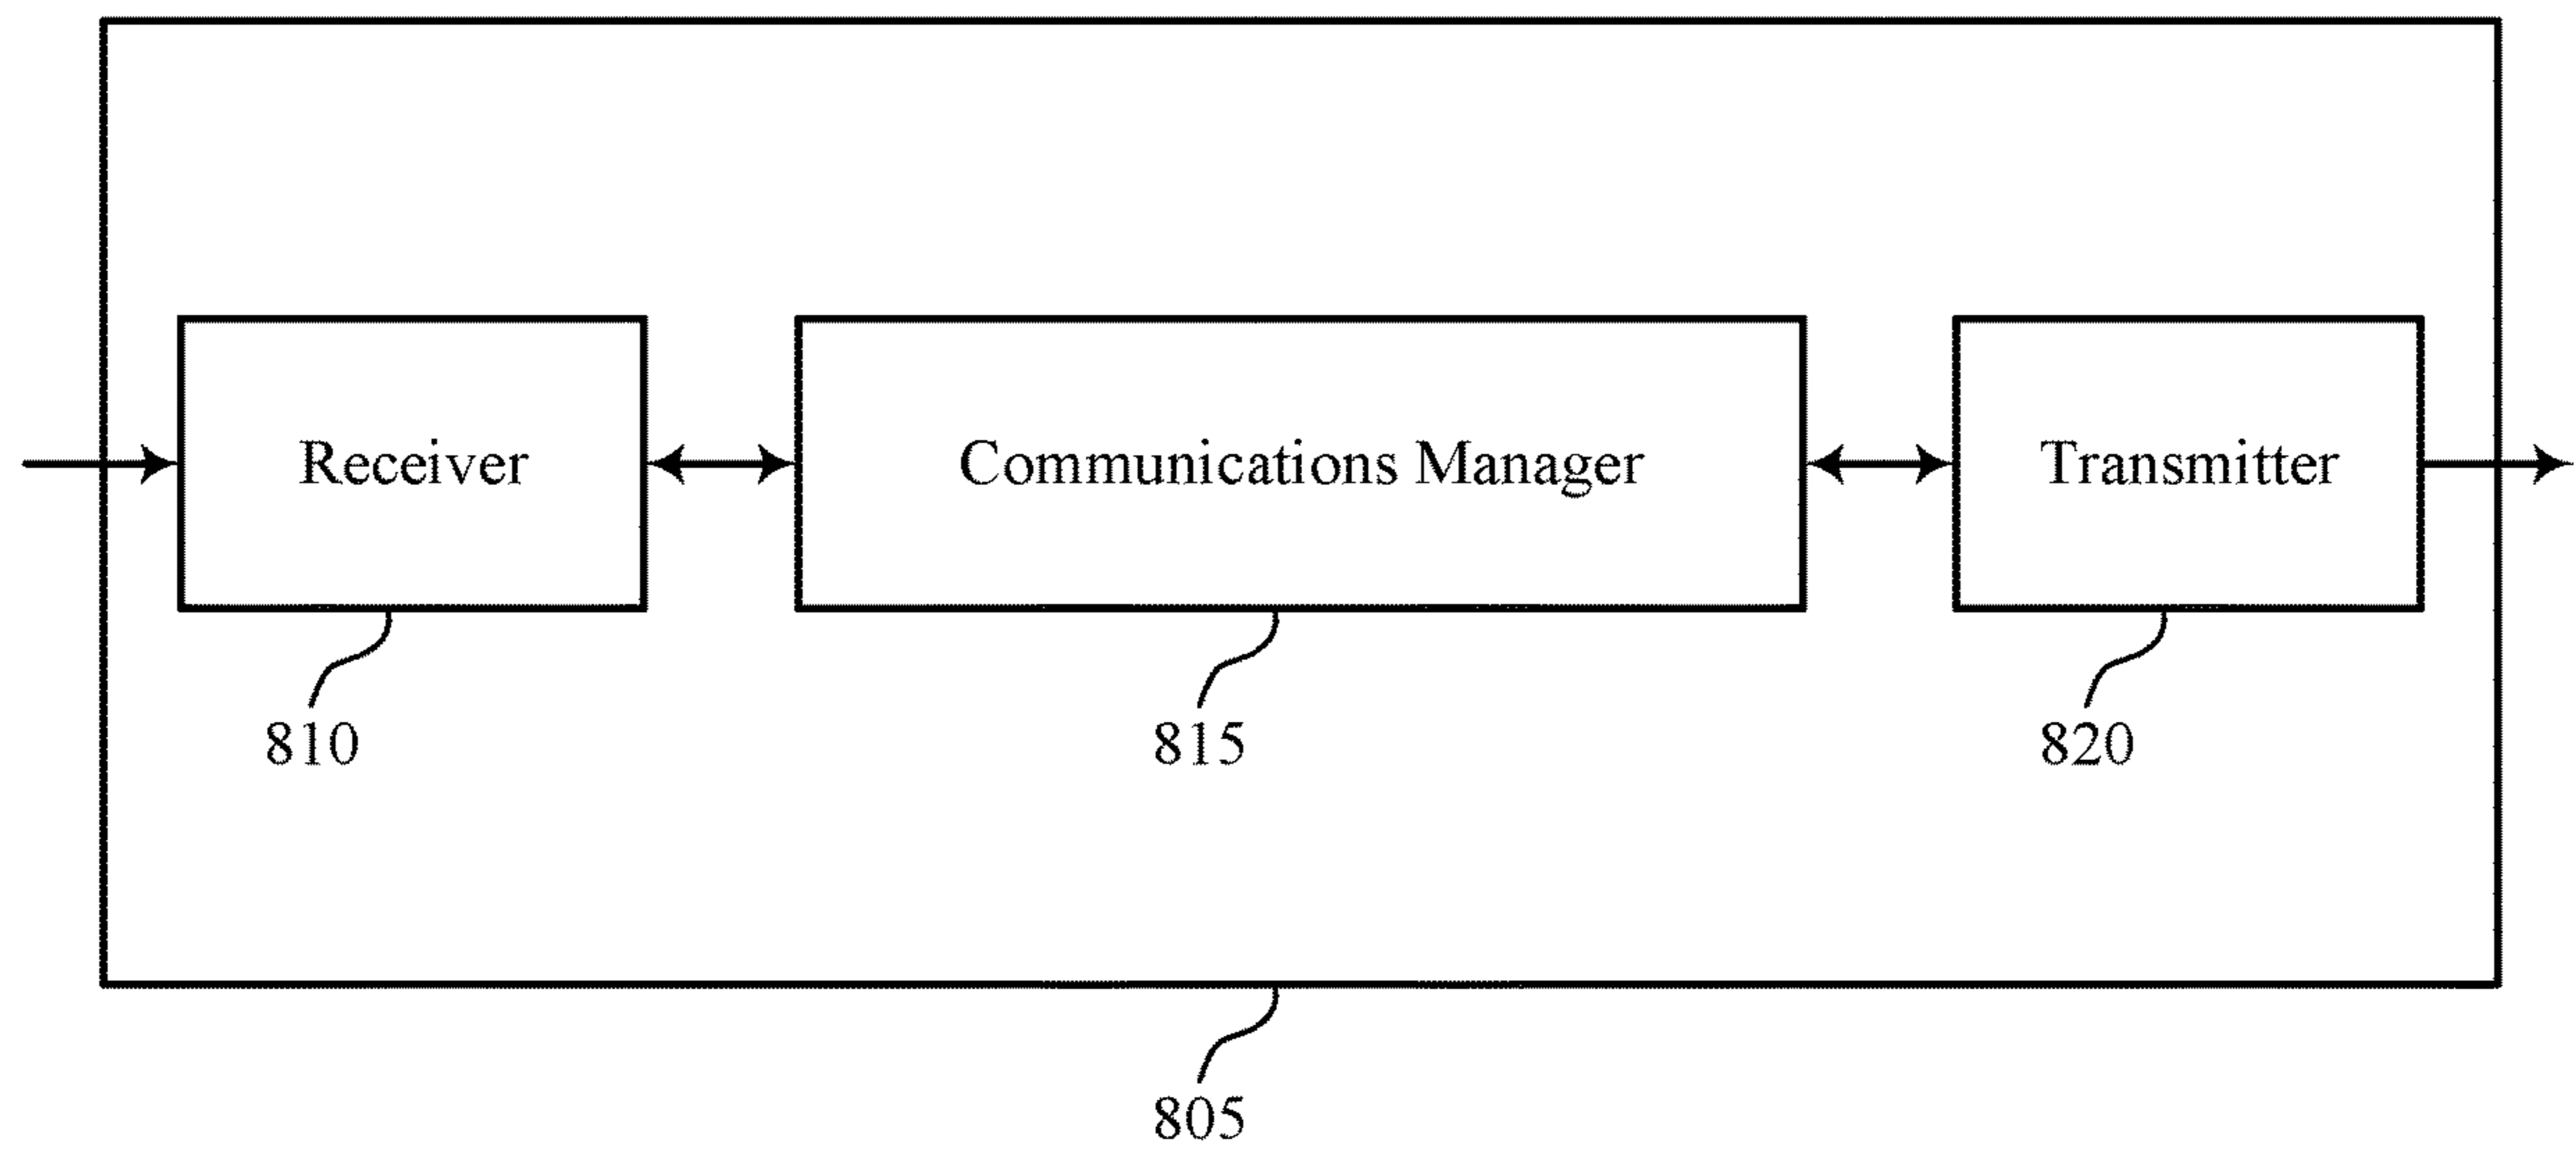 Receiver
Communications Manager
Transmitter
810
815
820
805